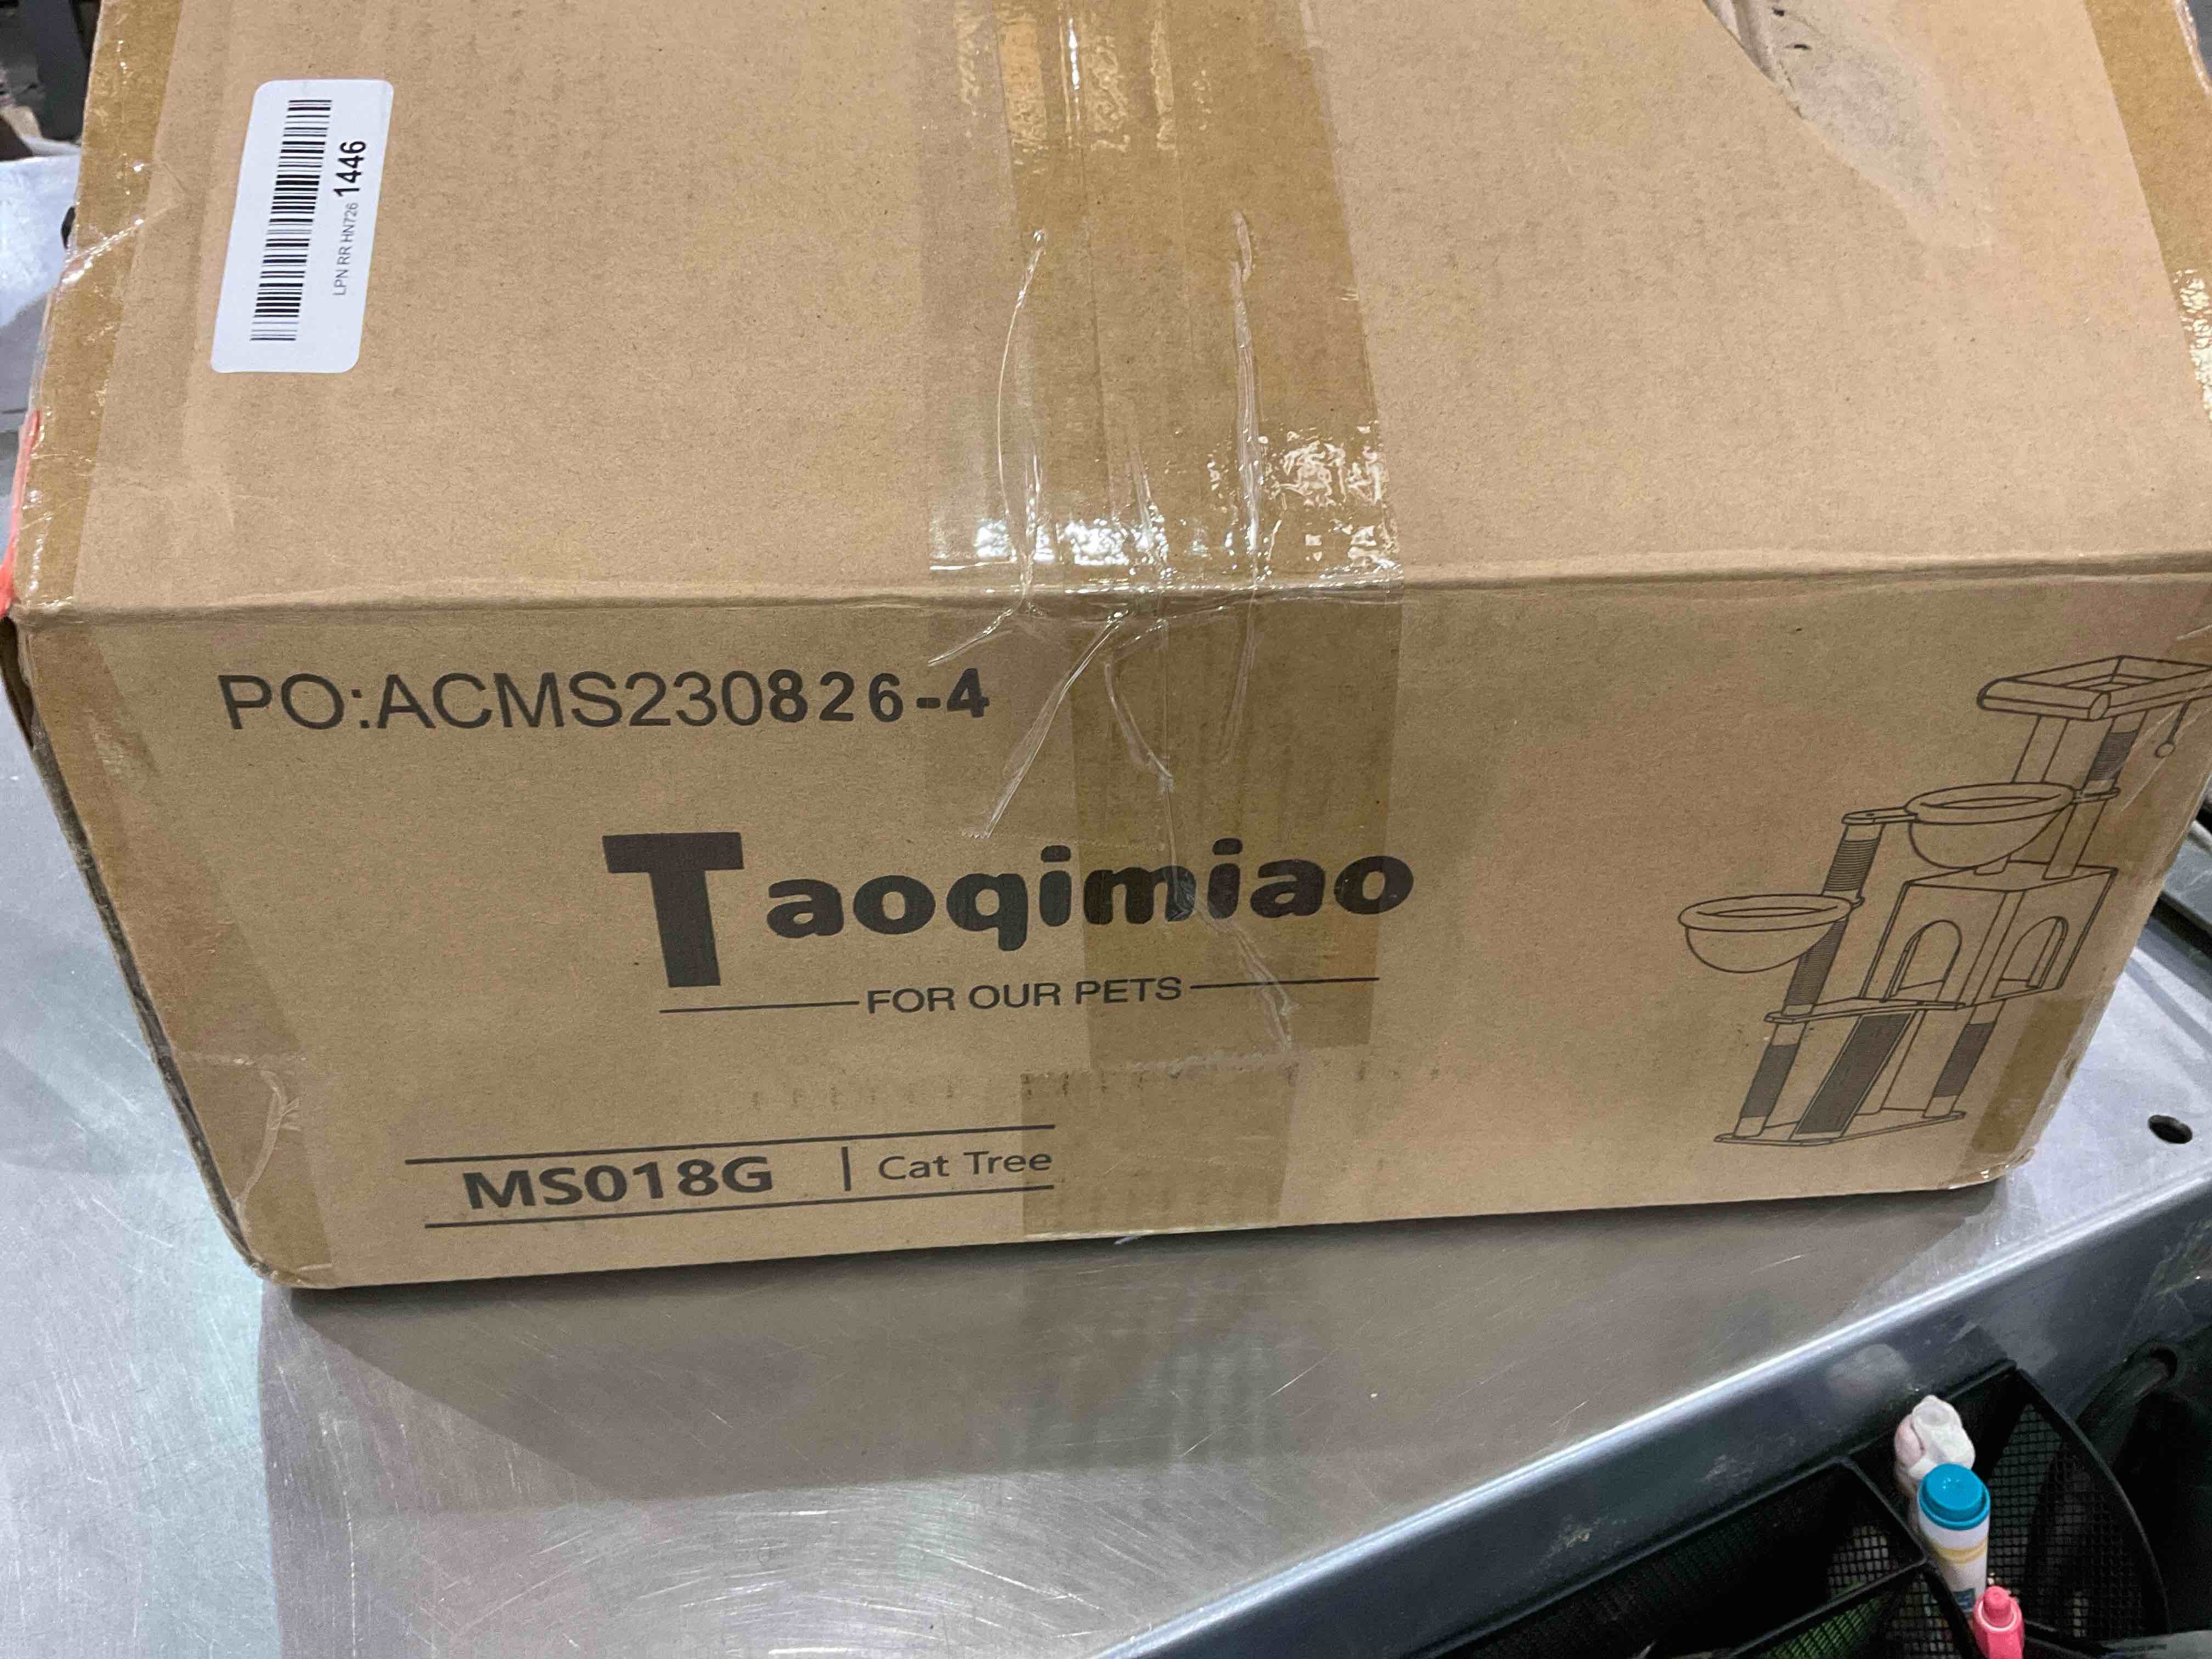 LPN RR HN726 1446
PO:ACMS230826-4
Taoqimiao
FOR OUR PETS
MS018G | Cat Tree